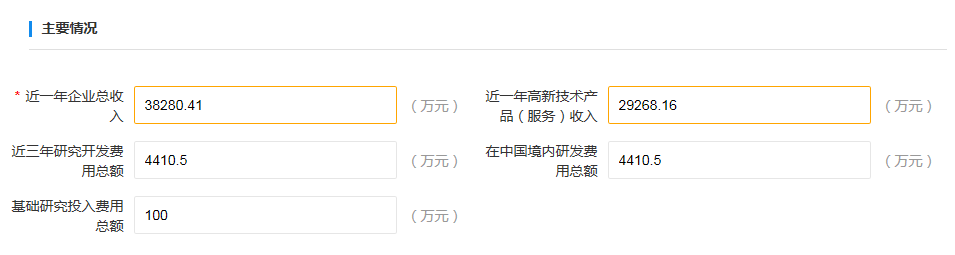 主要情况
* 近一年企业总收
入
38280.41
（万元）
近一年高新技术产
品（服务）收入
29268.16
（万元）
近三年研究开发费
用总额
4410.5
（万元）
在中国境内研发费
用总额
4410.5
（万元）
基础研究投入费用
总额
100
（万元）